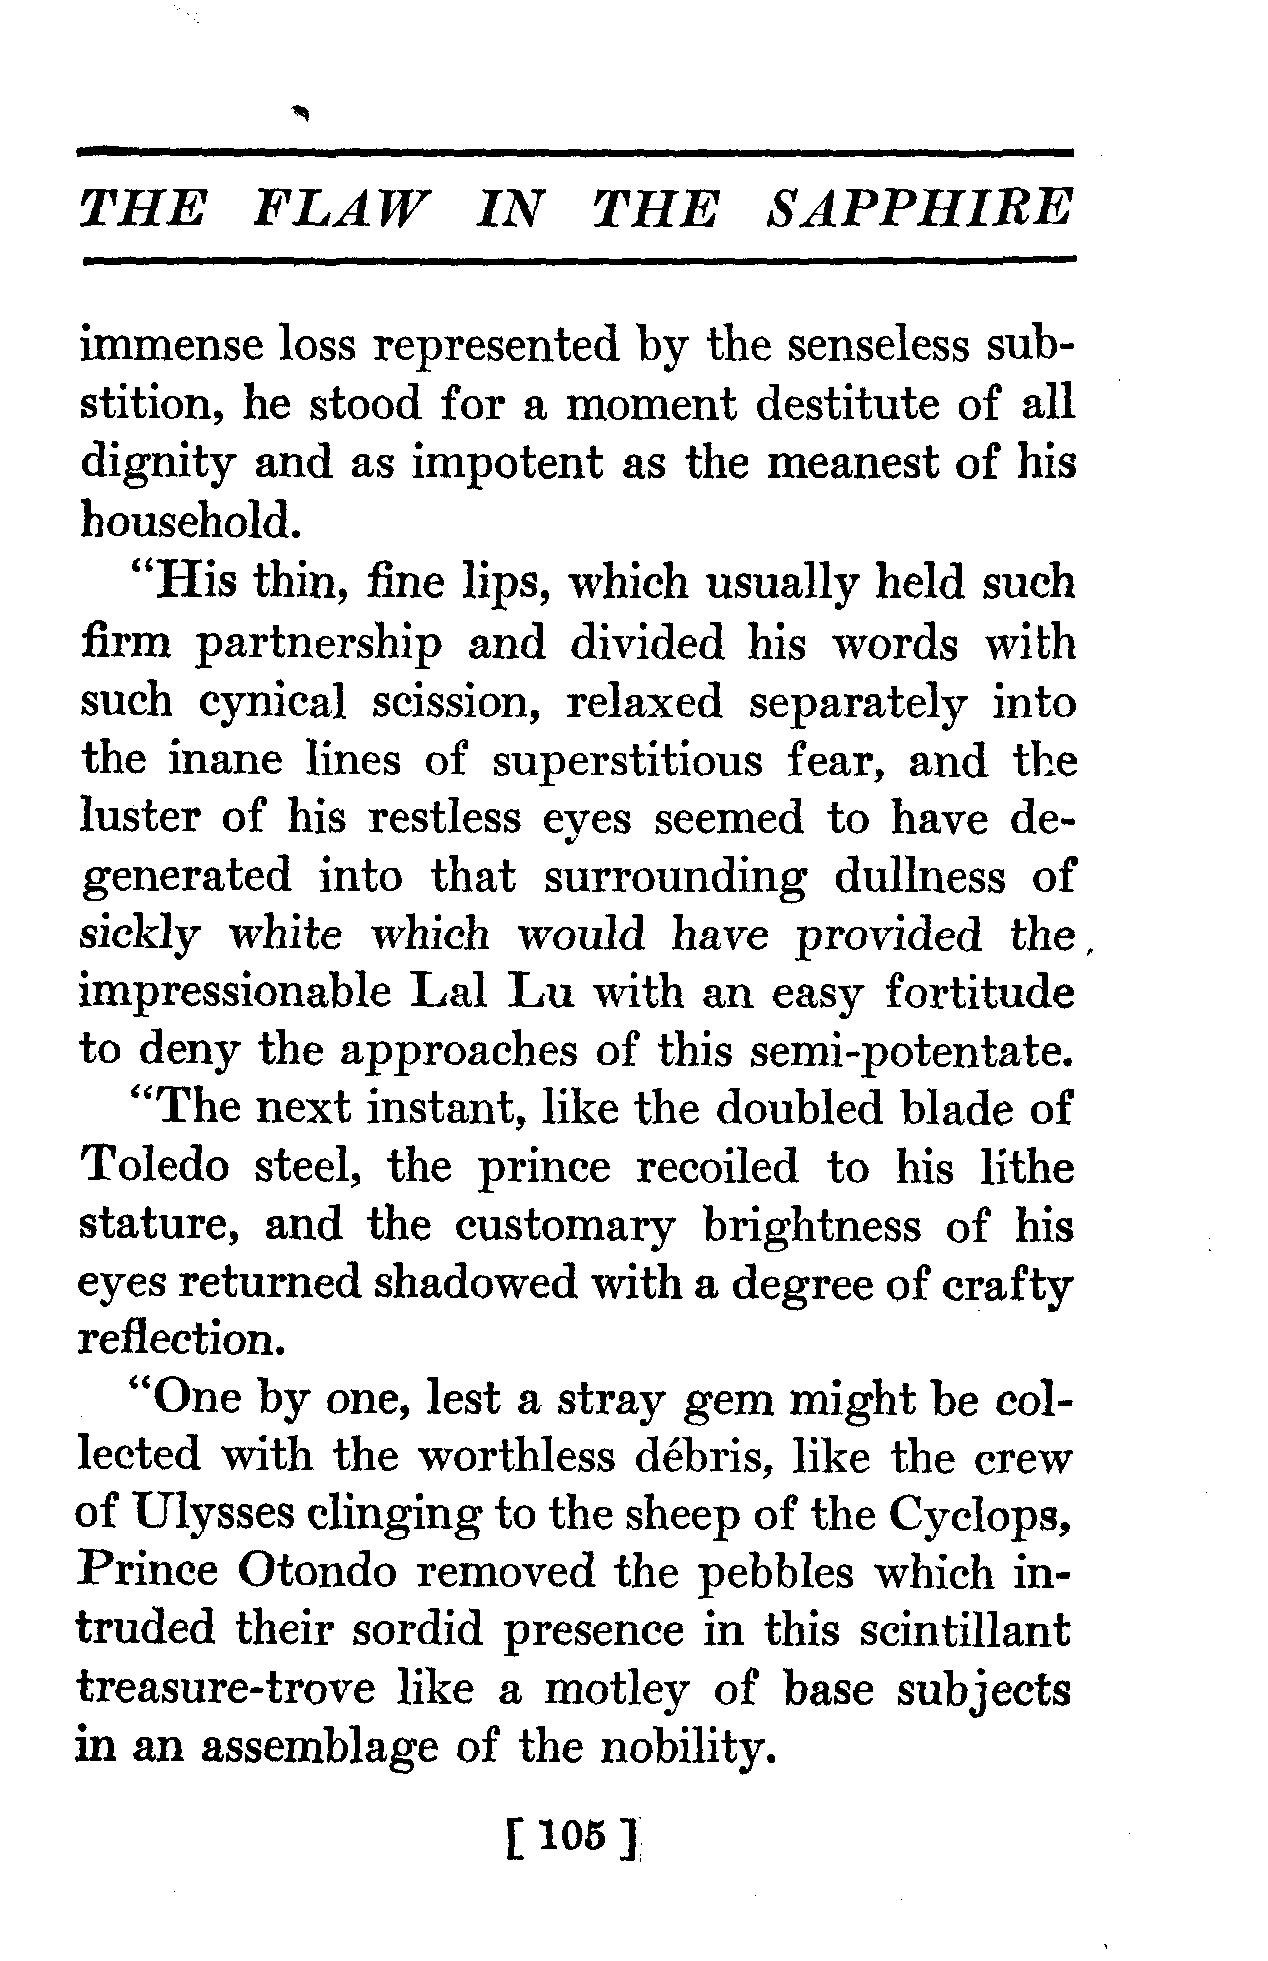 THE FLAW IN THE SAPPHIRE
immense loss represented by the senseless sub-
stition, he stood for a moment destitute of all
dignity and as impotent as the meanest of his
household.
“His thin, fine lips, which usually held such
firm partnership and divided his words with
such cynical scission, relaxed separately into
the inane lines of superstitious fear, and the
luster of his restless eyes seemed to have de-
generated into that surrounding dullness of
sickly white which would have provided the
impressionable Lal Lu with an easy fortitude
to deny the approaches of this semi-potentate.
“The next instant, like the doubled blade of
Toledo steel, the prince recoiled to his lithe
stature, and the customary brightness of his
eyes returned shadowed with a degree of crafty
reflection.
“One by one, lest a stray gem might be col-
lected with the worthless débris, like the crew
of Ulysses clinging to the sheep of the Cyclops,
Prince Otondo removed the pebbles which in-
truded their sordid presence in this scintillant
treasure-trove like a motley of base subjects
in an assemblage of the nobility.
[ 105 ]